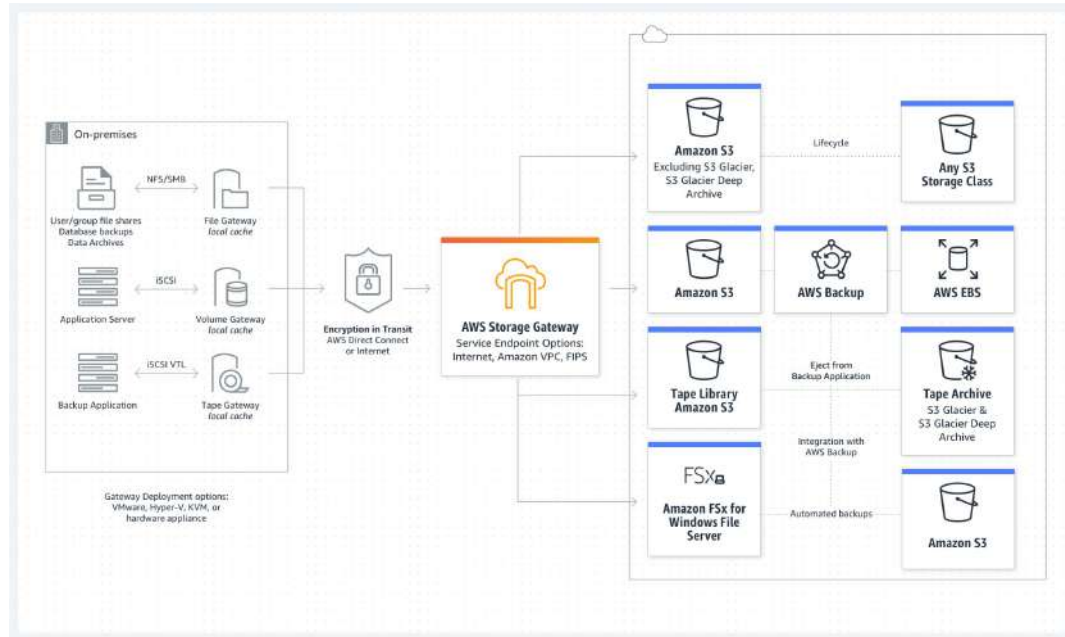 On-premises
NFS/SMB
User/group file shares
Database backups
Data Archives
File Gateway
local cache
iSCSI
Application Server
Volume Gateway
local cache
iSCSI VTL
Backup Application
Tape Gateway
local cache
Gateway Deployment options:
VMware, Hyper-V, KVM, or
hardware appliance
Encryption in Transit
AWS Direct Connect
or Internet
AWS Storage Gateway
Service Endpoint Options:
Internet, Amazon VPC, FIPS
Amazon S3
Excluding S3 Glacier,
S3 Glacier Deep
Archive
Lifecycle
Any S3
Storage Class
Amazon S3
AWS Backup
AWS EBS
Tape Library
Amazon S3
Eject from
Backup Application
Tape Archive
S3 Glacier &
S3 Glacier Deep
Archive
Integration with
AWS Backup
FSx
Amazon FSx for
Windows File
Server
Automated backups
Amazon S3